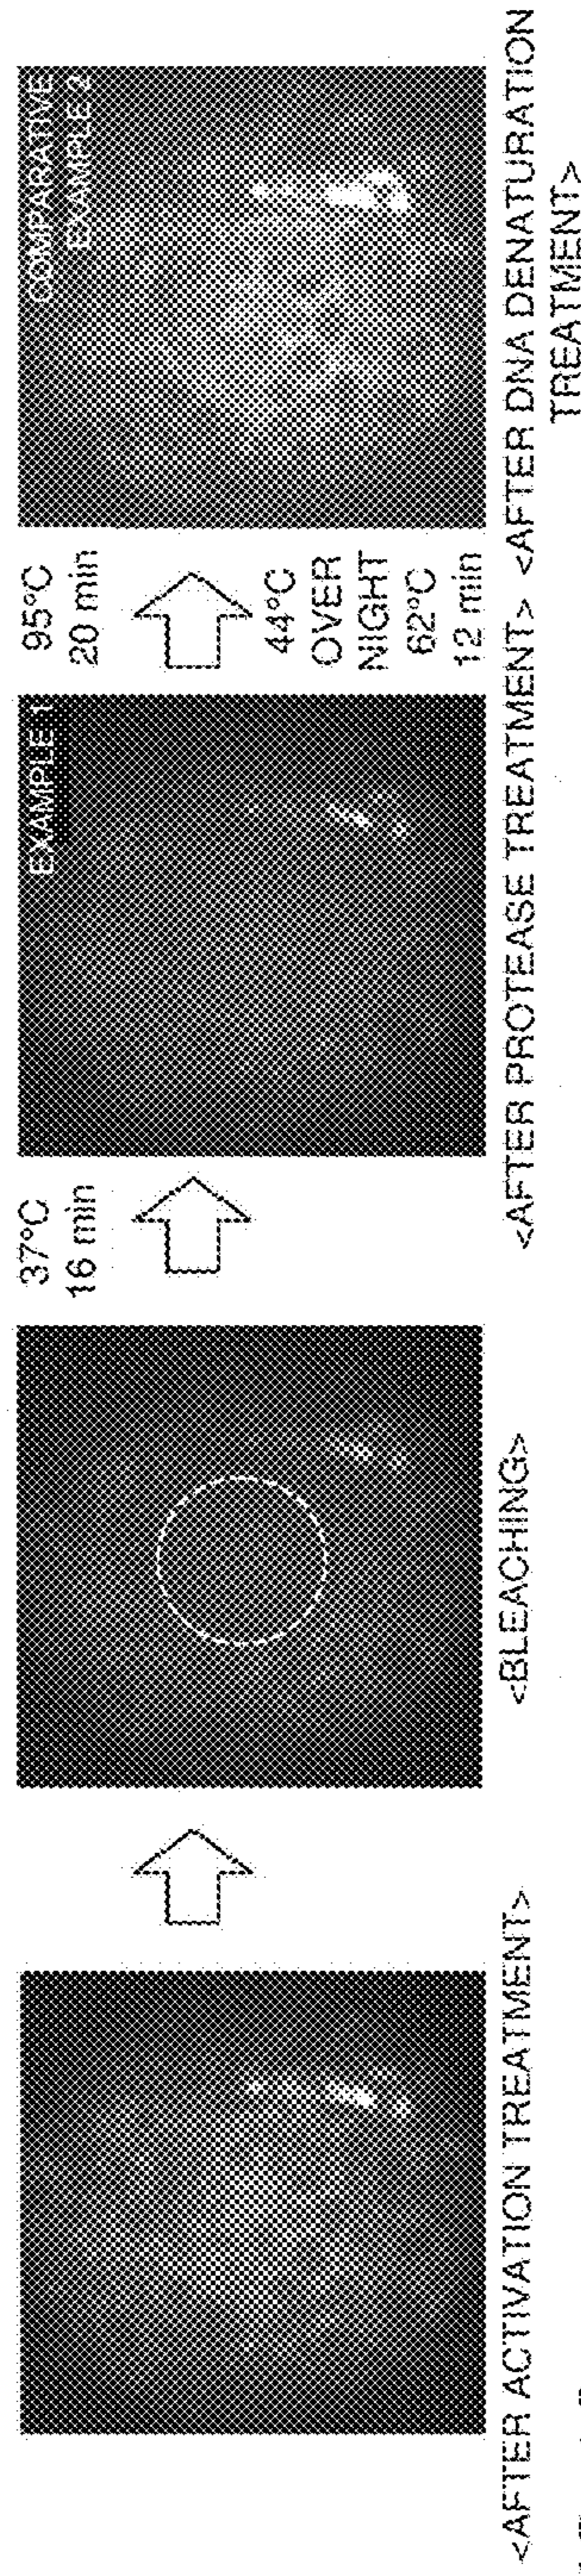 <AFTER ACTIVATION TREATMENT>
<BLEACHING>
37°C
16 min
EXAMPLE 1
<AFTER PROTEASE TREATMENT>
95°C
20 min
44°C
OVER
NIGHT
62°C
12 min
COMPARATIVE
EXAMPLE 2
<AFTER DNA DENATURATION
TREATMENT>